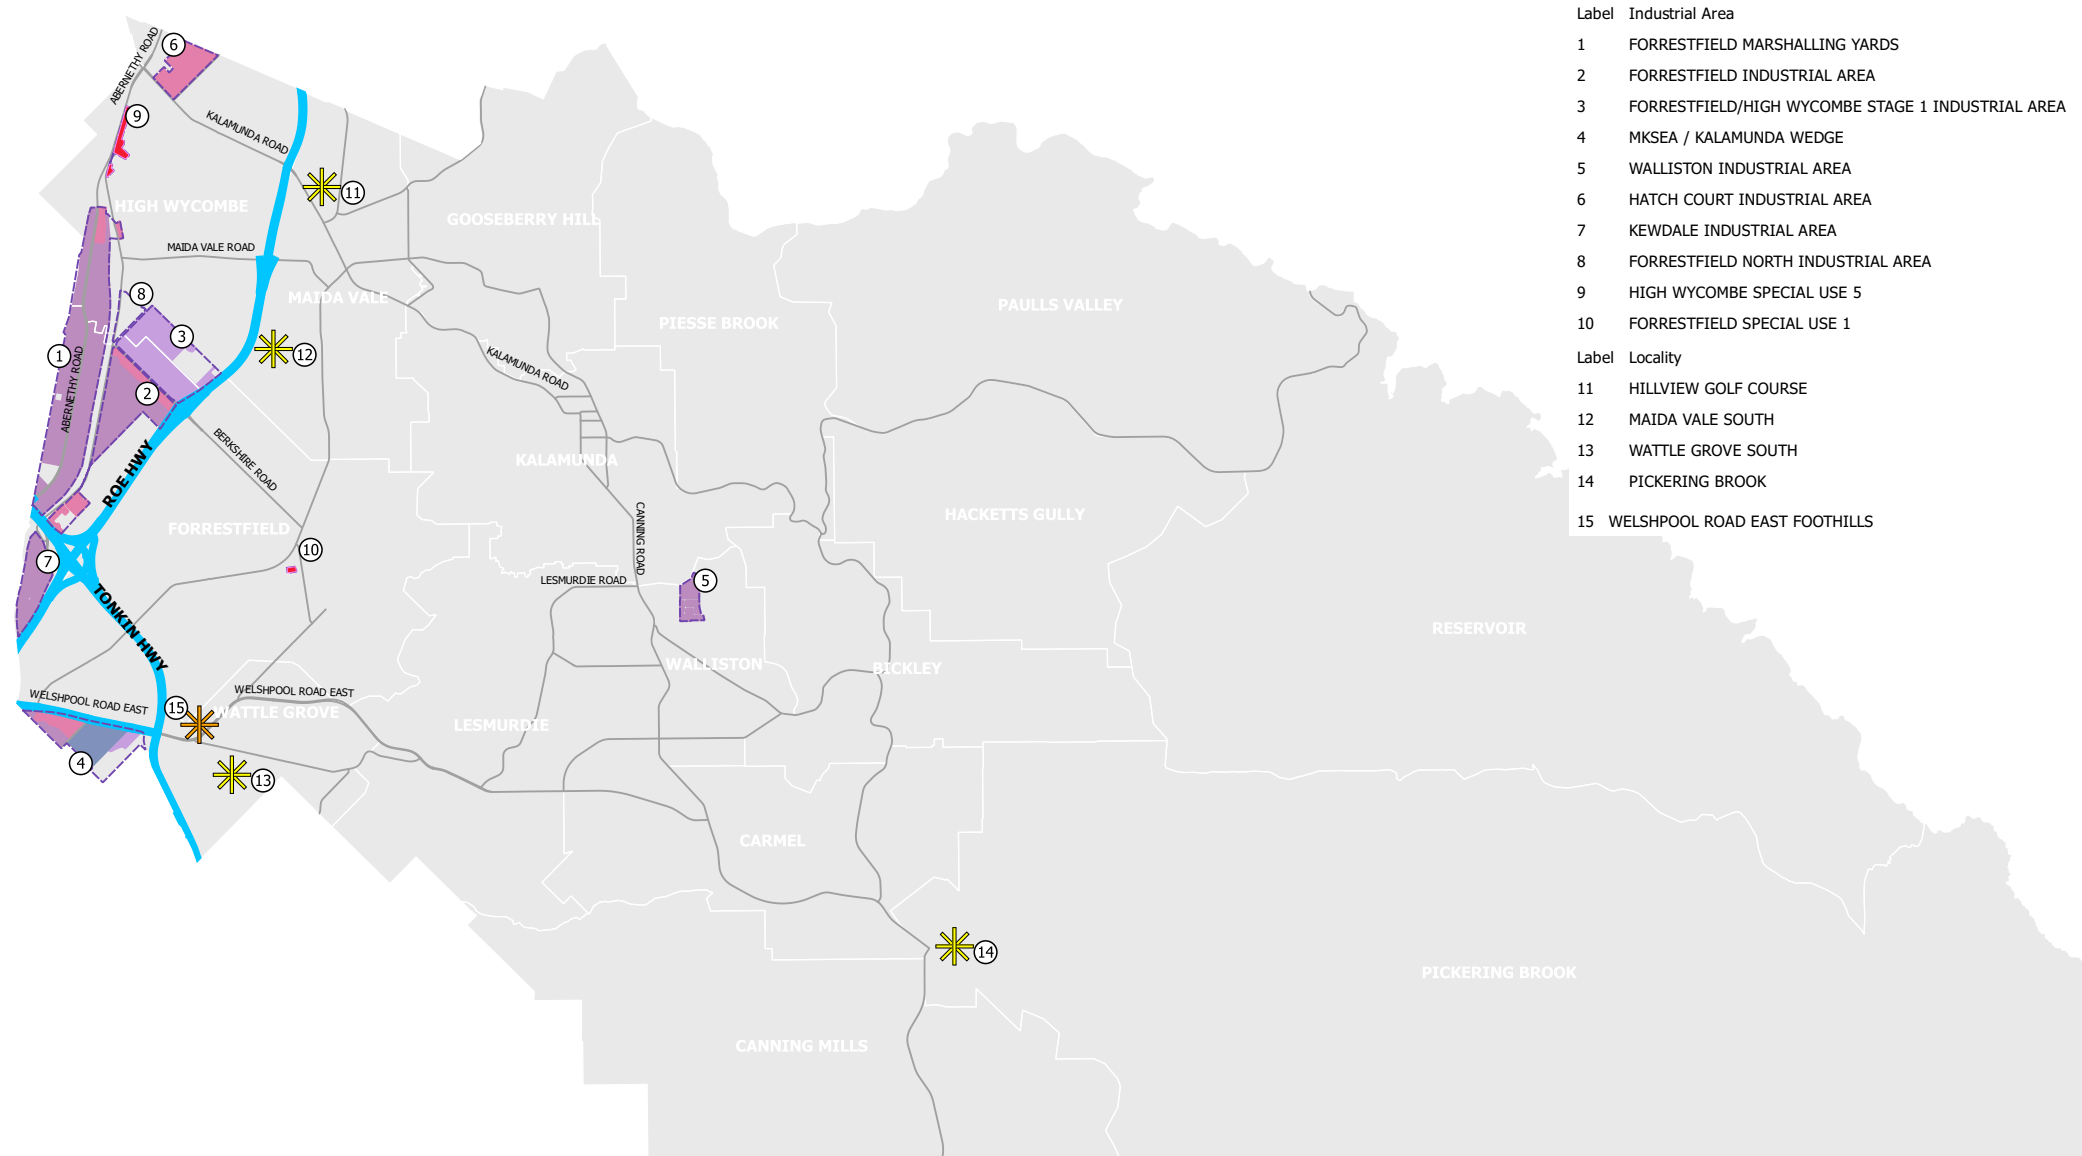 Label Industrial Area
1 FORRESTFIELD MARSHALLING YARDS
2 FORRESTFIELD INDUSTRIAL AREA
3 FORRESTFIELD/HIGH WYCOMBE STAGE 1 INDUSTRIAL AREA
4 MKSEA / KALAMUNDA WEDGE
5 WALLISTON INDUSTRIAL AREA
6 HATCH COURT INDUSTRIAL AREA
7 KEWDALE INDUSTRIAL AREA
8 FORRESTFIELD NORTH INDUSTRIAL AREA
9 HIGH WYCOMBE SPECIAL USE 5
10 FORRESTFIELD SPECIAL USE 1
Label Locality
11 HILLVIEW GOLF COURSE
12 MAIDA VALE SOUTH
13 WATTLE GROVE SOUTH
14 PICKERING BROOK
15 WELSHPOOL ROAD EAST FOOTHILLS
ABERNETHY ROAD
6
9
KALAMUNDA ROAD
11
HIGH WYCOMBE
GOOSEBERRY HILL
MAIDA VALE ROAD
8
MAIDA VALE
PAULLS VALLEY
PIESSE BROOK
3
1
12
ABERNETHY ROAD
KALAMUNDA ROAD
2
BERKSHIRE ROAD
KALAMUNDA
ROE HWY
HACKETTS GULLY
FORRESTFIELD
CANNING ROAD
10
7
LESMURDIE ROAD
5
TONKIN HWY
RESERVOIR
WALLISTON
BICKLEY
WELSHPOOL ROAD EAST
WELSHPOOL ROAD EAST
15
WATTLE GROVE
LESMURDIE
4
13
CARMEL
14
PICKERING BROOK
CANNING MILLS